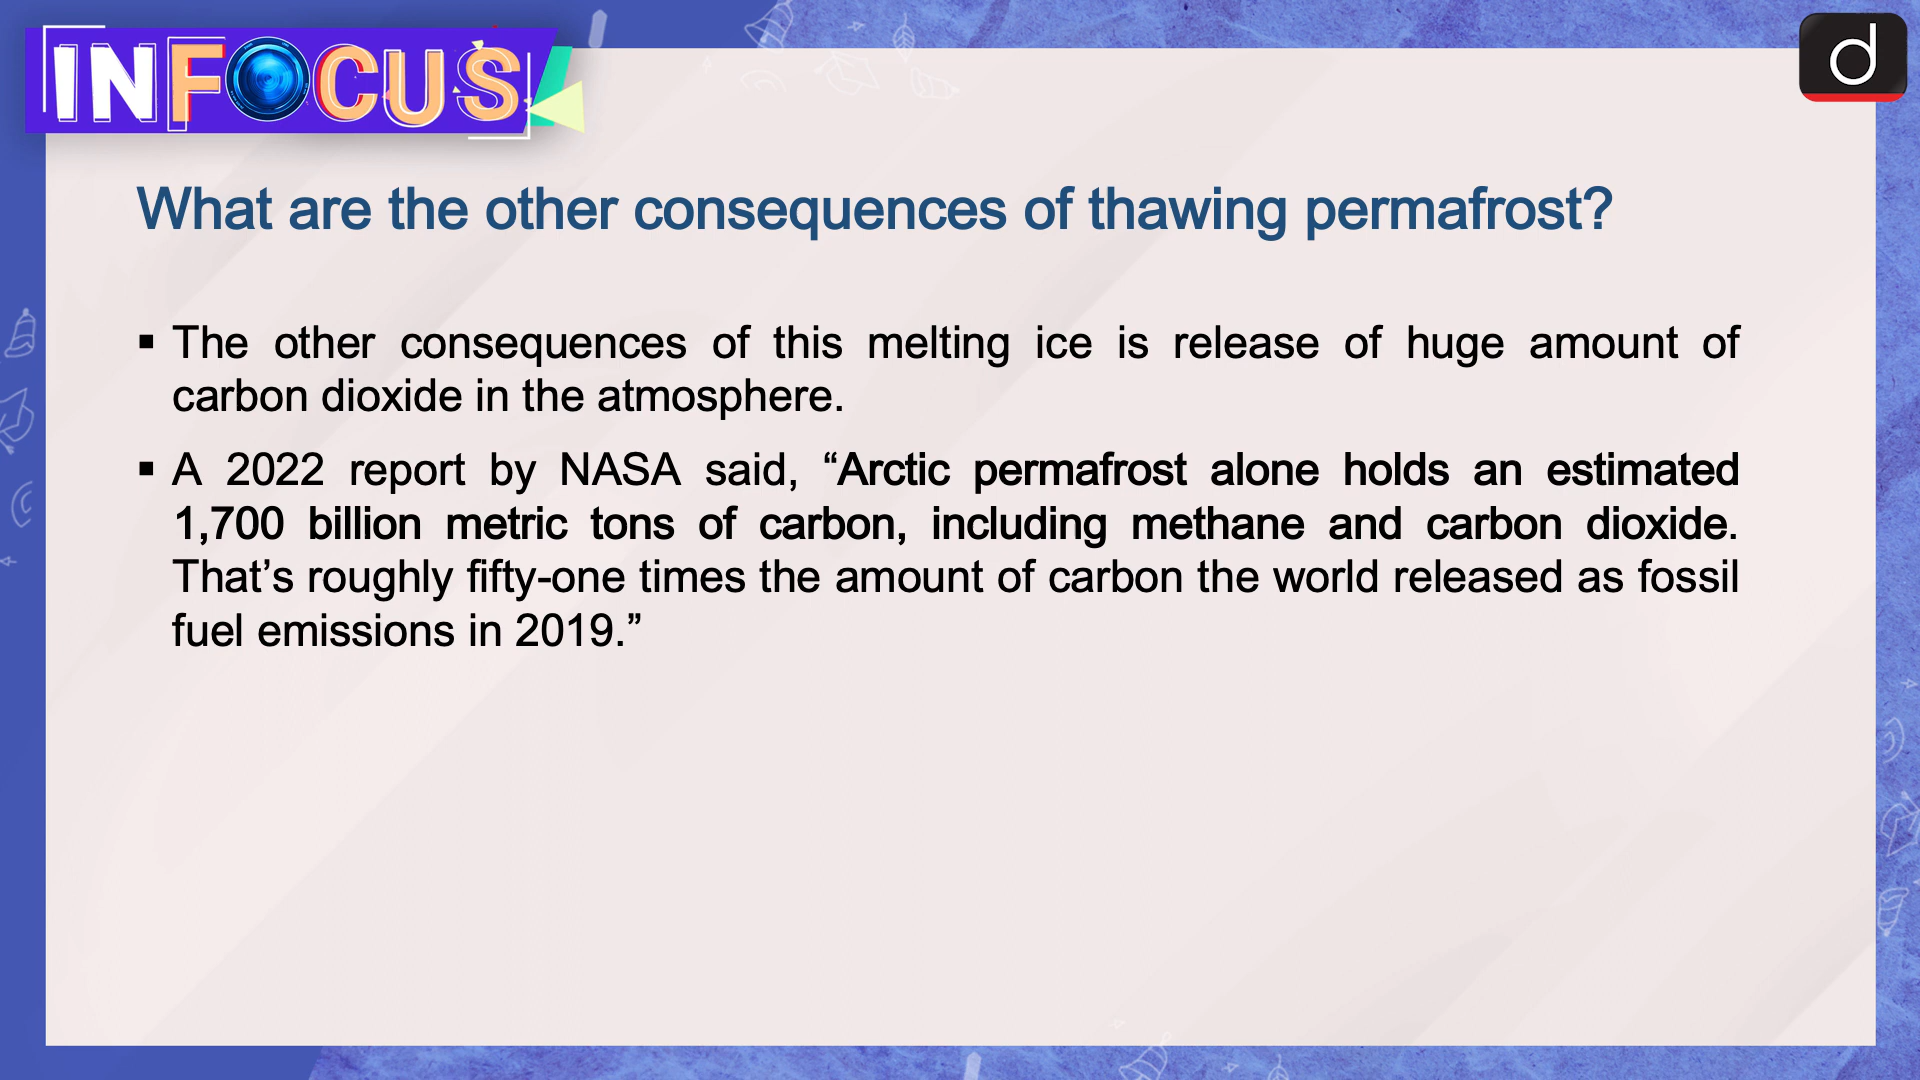 INFOCUS
d
What are the other consequences of thawing permafrost?
▪ The other consequences of this melting ice is release of huge amount of
carbon dioxide in the atmosphere.
▪ A 2022 report by NASA said, “Arctic permafrost alone holds an estimated
1,700 billion metric tons of carbon, including methane and carbon dioxide.
That’s roughly fifty-one times the amount of carbon the world released as fossil
fuel emissions in 2019.”